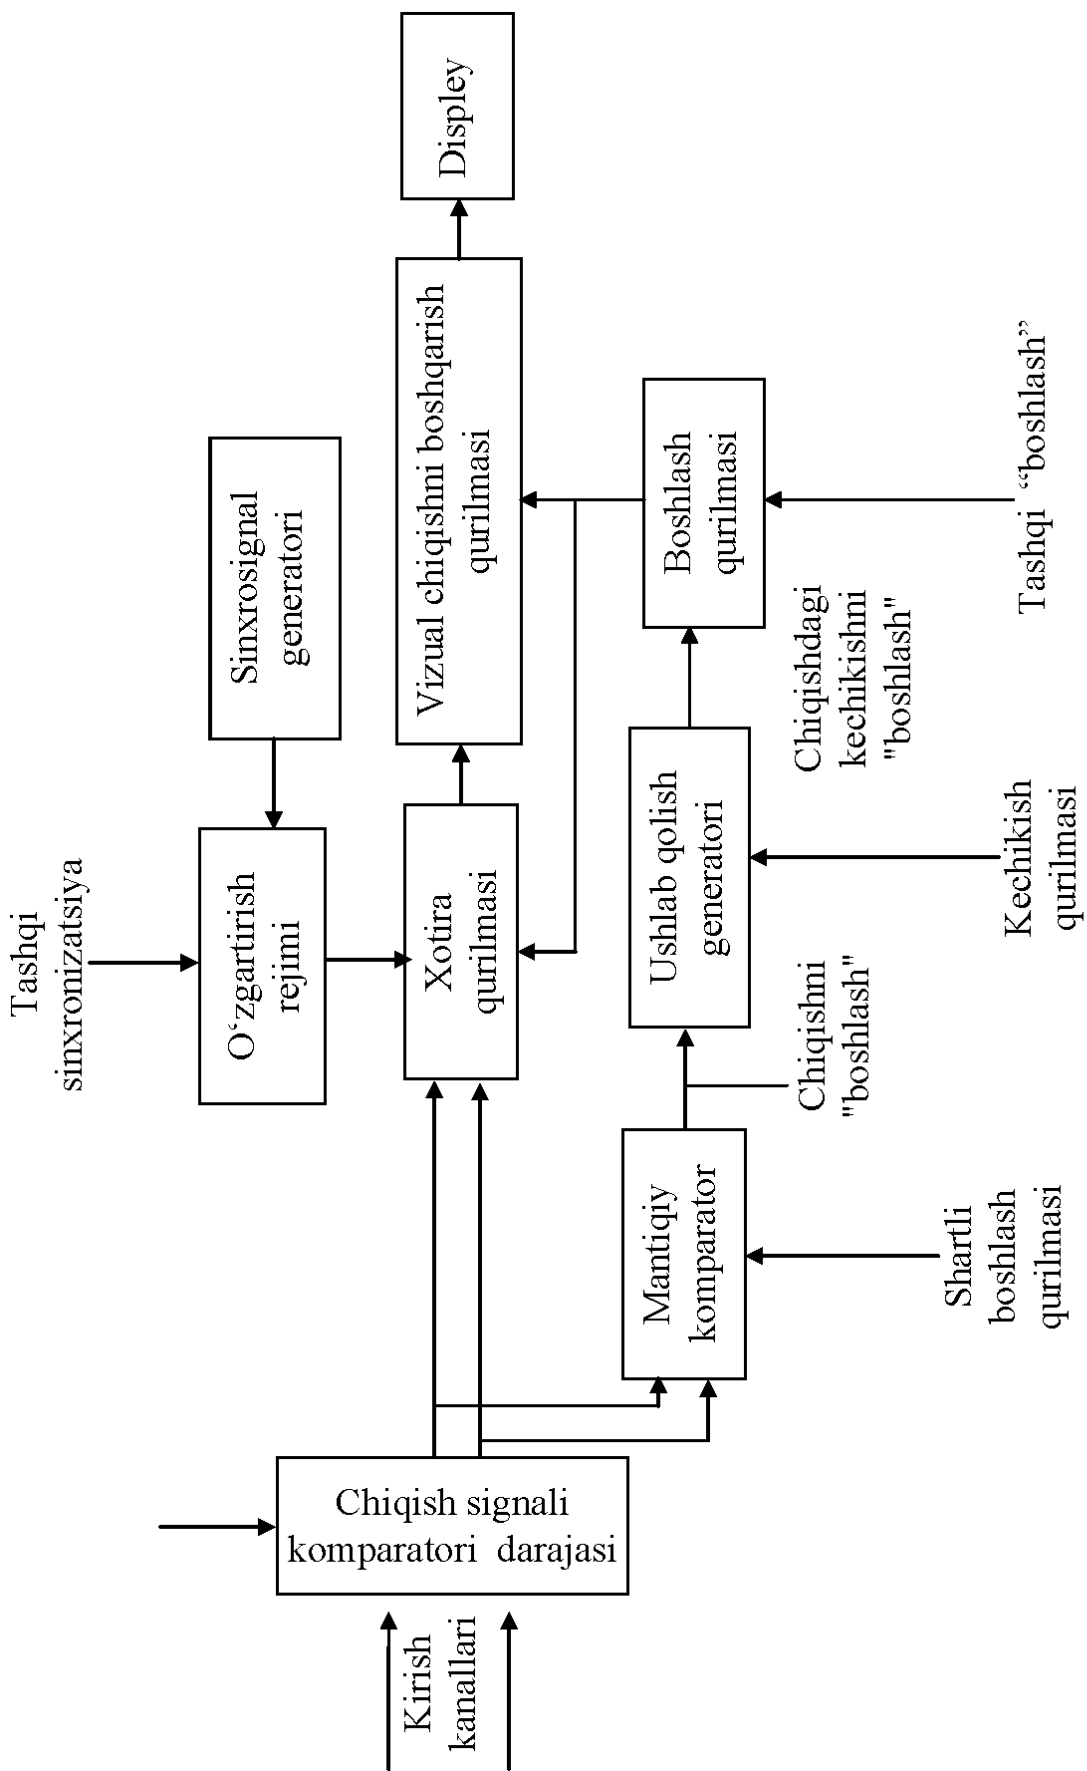 Tashqi
sinxronizatsiya
O‘zgartirish
rejimi
Sinxrosignal
generatori
Kirish
kanallari
Chiqish signali
komparatori darajasi
Xotira
qurilmasi
Vizual chiqishni boshqarish
qurilmasi
Displey
Mantiqiy
komparator
Ushlab qolish
generatori
Boshlash
qurilmasi
Chiqishni
"boshlash"
Chiqishdagi
kechikishni
"boshlash"
Shartli
boshlash
qurilmasi
Kechikish
qurilmasi
Tashqi “boshlash”